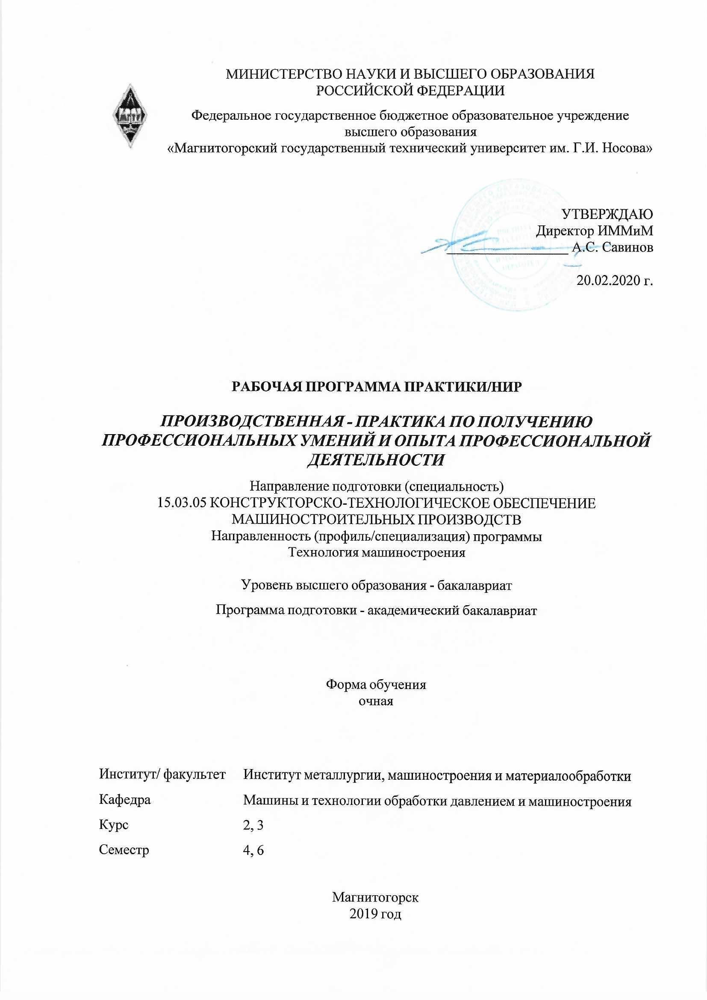 МИНИСТЕРСТВО НАУКИ И ВЫСШЕГО ОБРАЗОВАНИЯ
РОССИЙСКОЙ ФЕДЕРАЦИИ
Федеральное государственное бюджетное образовательное учреждение
высшего образования
«Магнитогорский государственный технический университет им. Г.И. Носова»
УТВЕРЖДАЮ
Директор ИММиМ
А.С. Савинов
20.02.2020 г.
РАБОЧАЯ ПРОГРАММА ПРАКТИКИ/НИР
ПРОИЗВОДСТВЕННАЯ - ПРАКТИКА ПО ПОЛУЧЕНИЮ
ПРОФЕССИОНАЛЬНЫХ УМЕНИЙ И ОПЫТА ПРОФЕССИОНАЛЬНОЙ
ДЕЯТЕЛЬНОСТИ
Направление подготовки (специальность)
15.03.05 КОНСТРУКТОРСКО-ТЕХНОЛОГИЧЕСКОЕ ОБЕСПЕЧЕНИЕ
МАШИНОСТРОИТЕЛЬНЫХ ПРОИЗВОДСТВ
Направленность (профиль/специализация) программы
Технология машиностроения
Уровень высшего образования - бакалавриат
Программа подготовки - академический бакалавриат
Форма обучения
очная
Институт/ факультет Институт металлургии, машиностроения и материалообработки
Кафедра Машины и технологии обработки давлением и машиностроения
Курс 2, 3
Семестр 4, 6
Магнитогорск
2019 год